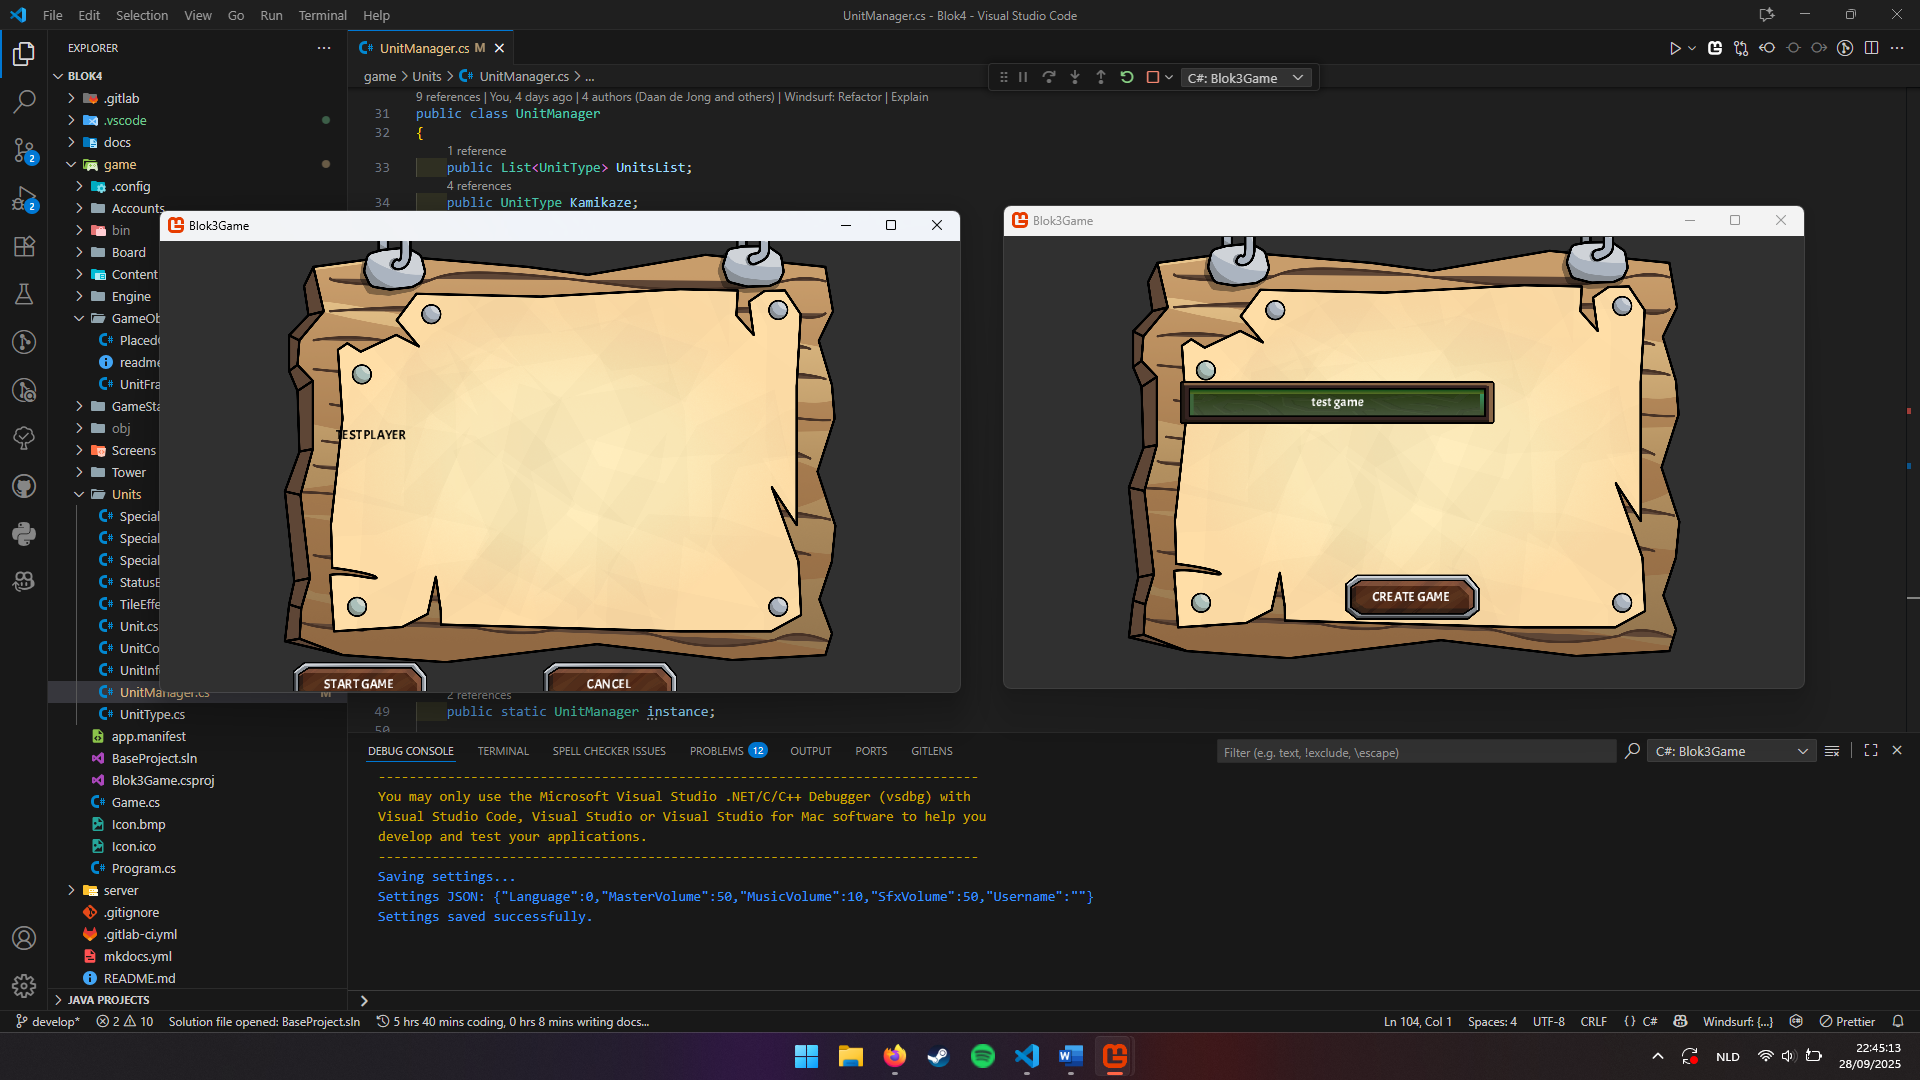 File Edit Selection View Go Run Terminal Help
UnitManager.cs - Blok4 - Visual Studio Code
EXPLORER
BLOK4
.gitlab
.vscode
docs
game
.config
Accounts
bin
Board
Content
Engine
GameOb
Placed
readme
UnitFra
GameSta
obj
Screens
Tower
Units
Special
Special
Special
StatusE
TileEffe
Unit.cs
UnitCo
UnitInf
UnitManager.cs M
UnitType.cs
app.manifest
BaseProject.sln
Blok3Game.csproj
Game.cs
Icon.bmp
Icon.ico
Program.cs
server
.gitignore
.gitlab-ci.yml
mkdocs.yml
README.md
JAVA PROJECTS
2
2
UnitManager.cs M
game > Units > UnitManager.cs > ...
C#: Blok3Game
9 references | You, 4 days ago | 4 authors (Daan de Jong and others) | Windsurf: Refactor | Explain
31 public class UnitManager
32 {
1 reference
33 public List<UnitType> UnitsList;
4 references
34 public UnitType Kamikaze;
Blok3Game
TESTPLAYER
START GAME
CANCEL
Blok3Game
test game
CREATE GAME
2 references
49 public static UnitManager instance;
50
DEBUG CONSOLE TERMINAL SPELL CHECKER ISSUES PROBLEMS 12 OUTPUT PORTS GITLENS
Filter (e.g. text, !exclude, \escape)
C#: Blok3Game
You may only use the Microsoft Visual Studio .NET/C/C++ Debugger (vsdbg) with
Visual Studio Code, Visual Studio or Visual Studio for Mac software to help you
develop and test your applications.
Saving settings...
Settings JSON: {"Language":0,"MasterVolume":50,"MusicVolume":10,"SfxVolume":50,"Username":""}
Settings saved successfully.
develop* 2 10 Solution file opened: BaseProject.sln 5 hrs 40 mins coding, 0 hrs 8 mins writing docs...
Ln 104, Col 1 Spaces: 4 UTF-8 CRLF {} C# Windsurf: {...} Prettier
NLD
22:45:13
28/09/2025